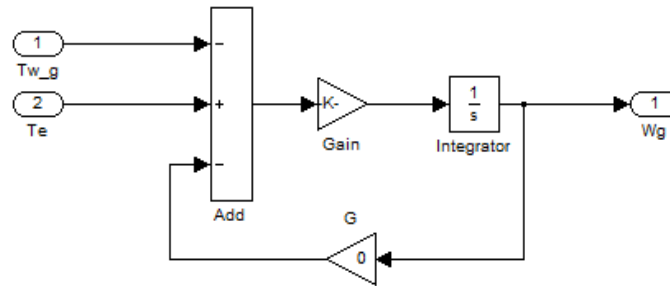 1
Tw_g
2
Te
−
+
−
Add
K-
Gain
1
s
Integrator
1
Wg
G
0